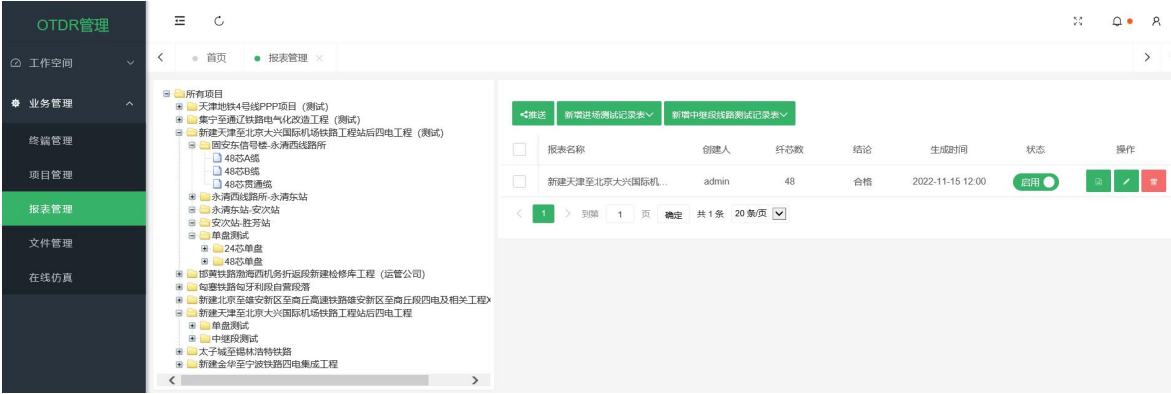 OTDR管理
工作空间
业务管理
终端管理
项目管理
报表管理
文件管理
在线仿真
首页
报表管理
所有项目
天津地铁4号线PPP项目 (测试)
集宁至通辽铁路电气化改造工程 (测试)
新建天津至北京大兴国际机场铁路工程站后四电工程 (测试)
固安东信号楼-永清西线路所
48芯A缆
48芯B缆
48芯贯通缆
永清西线路所-永清东站
永清东站-安次站
安次站-胜芳站
单盘测试
24芯单盘
48芯单盘
邯黄铁路渤海西机务折返段新建检修库工程 (运管公司)
匈塞铁路匈牙利段自营段落
新建北京至雄安新区至商丘高速铁路雄安新区至商丘段四电及相关工程X
新建天津至北京大兴国际机场铁路工程站后四电工程
单盘测试
中继段测试
太子城至锡林浩特铁路
新建金华至宁波铁路四电集成工程
推送 新增进场测试记录表 新增中继段线路测试记录表
报表名称 创建人 纤芯数 结论 生成时间 状态 操作
新建天津至北京大兴国际机... admin 48 合格 2022-11-15 12:00 启用
1 到第 1 页 确定 共 1 条 20 条/页